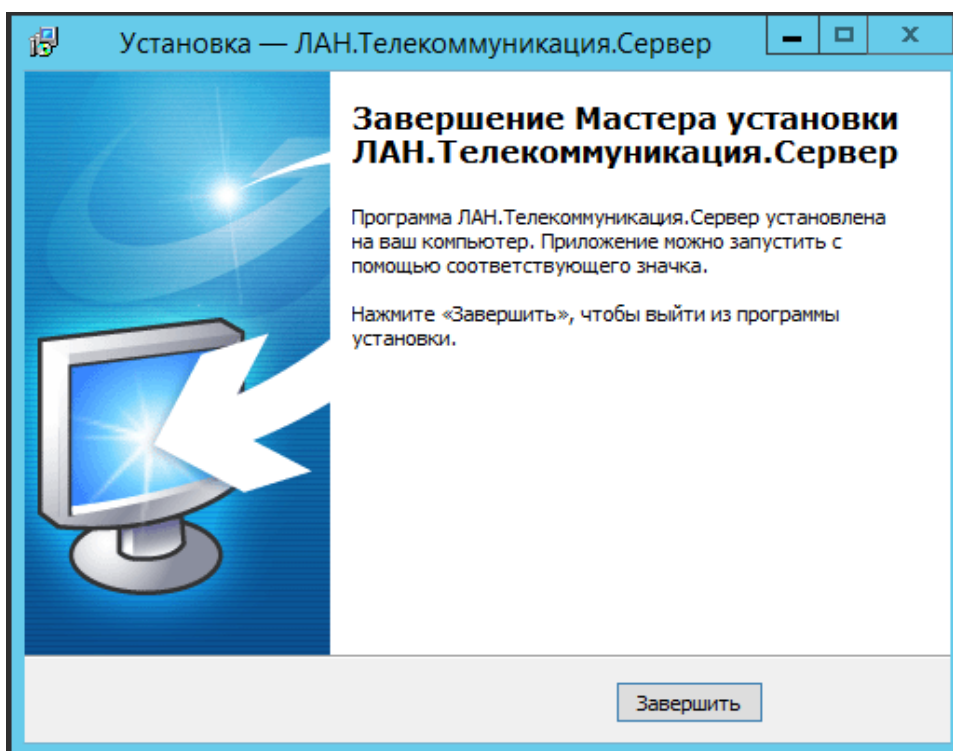 Установка — ЛАН.Телекоммуникация.Сервер
Завершение Мастера установки
ЛАН.Телекоммуникация.Сервер
Программа ЛАН.Телекоммуникация.Сервер установлена
на ваш компьютер. Приложение можно запустить с
помощью соответствующего значка.
Нажмите «Завершить», чтобы выйти из программы
установки.
Завершить